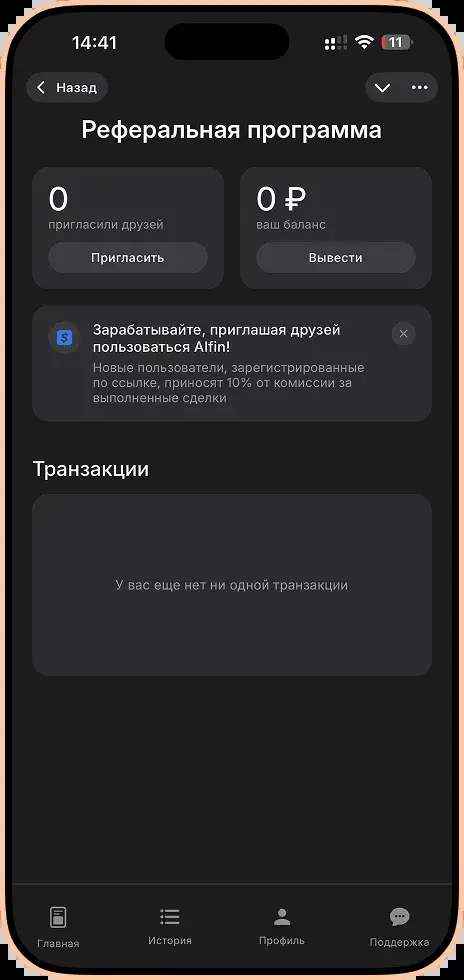 14:41
11
Назад
Реферальная программа
0
пригласили друзей
Пригласить
0 ₽
ваш баланс
Вывести
Зарабатывайте, приглашая друзей
пользоваться Alfin!
Новые пользователи, зарегистрированные
по ссылке, приносят 10% от комиссии за
выполненные сделки
Транзакции
У вас еще нет ни одной транзакции
Главная
История
Профиль
Поддержка